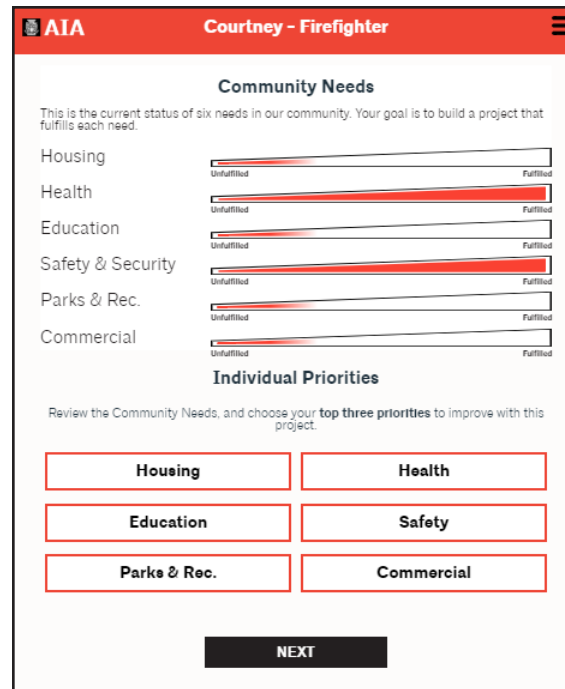 AIA
Courtney - Firefighter
Community Needs
This is the current status of six needs in our community. Your goal is to build a project that
fulfills each need.
Housing
Unfulfilled Fulfilled
Health
Unfulfilled Fulfilled
Education
Unfulfilled Fulfilled
Safety & Security
Unfulfilled Fulfilled
Parks & Rec.
Unfulfilled Fulfilled
Commercial
Unfulfilled Fulfilled
Individual Priorities
Review the Community Needs, and choose your top three priorities to improve with this
project.
Housing
Health
Education
Safety
Parks & Rec.
Commercial
NEXT